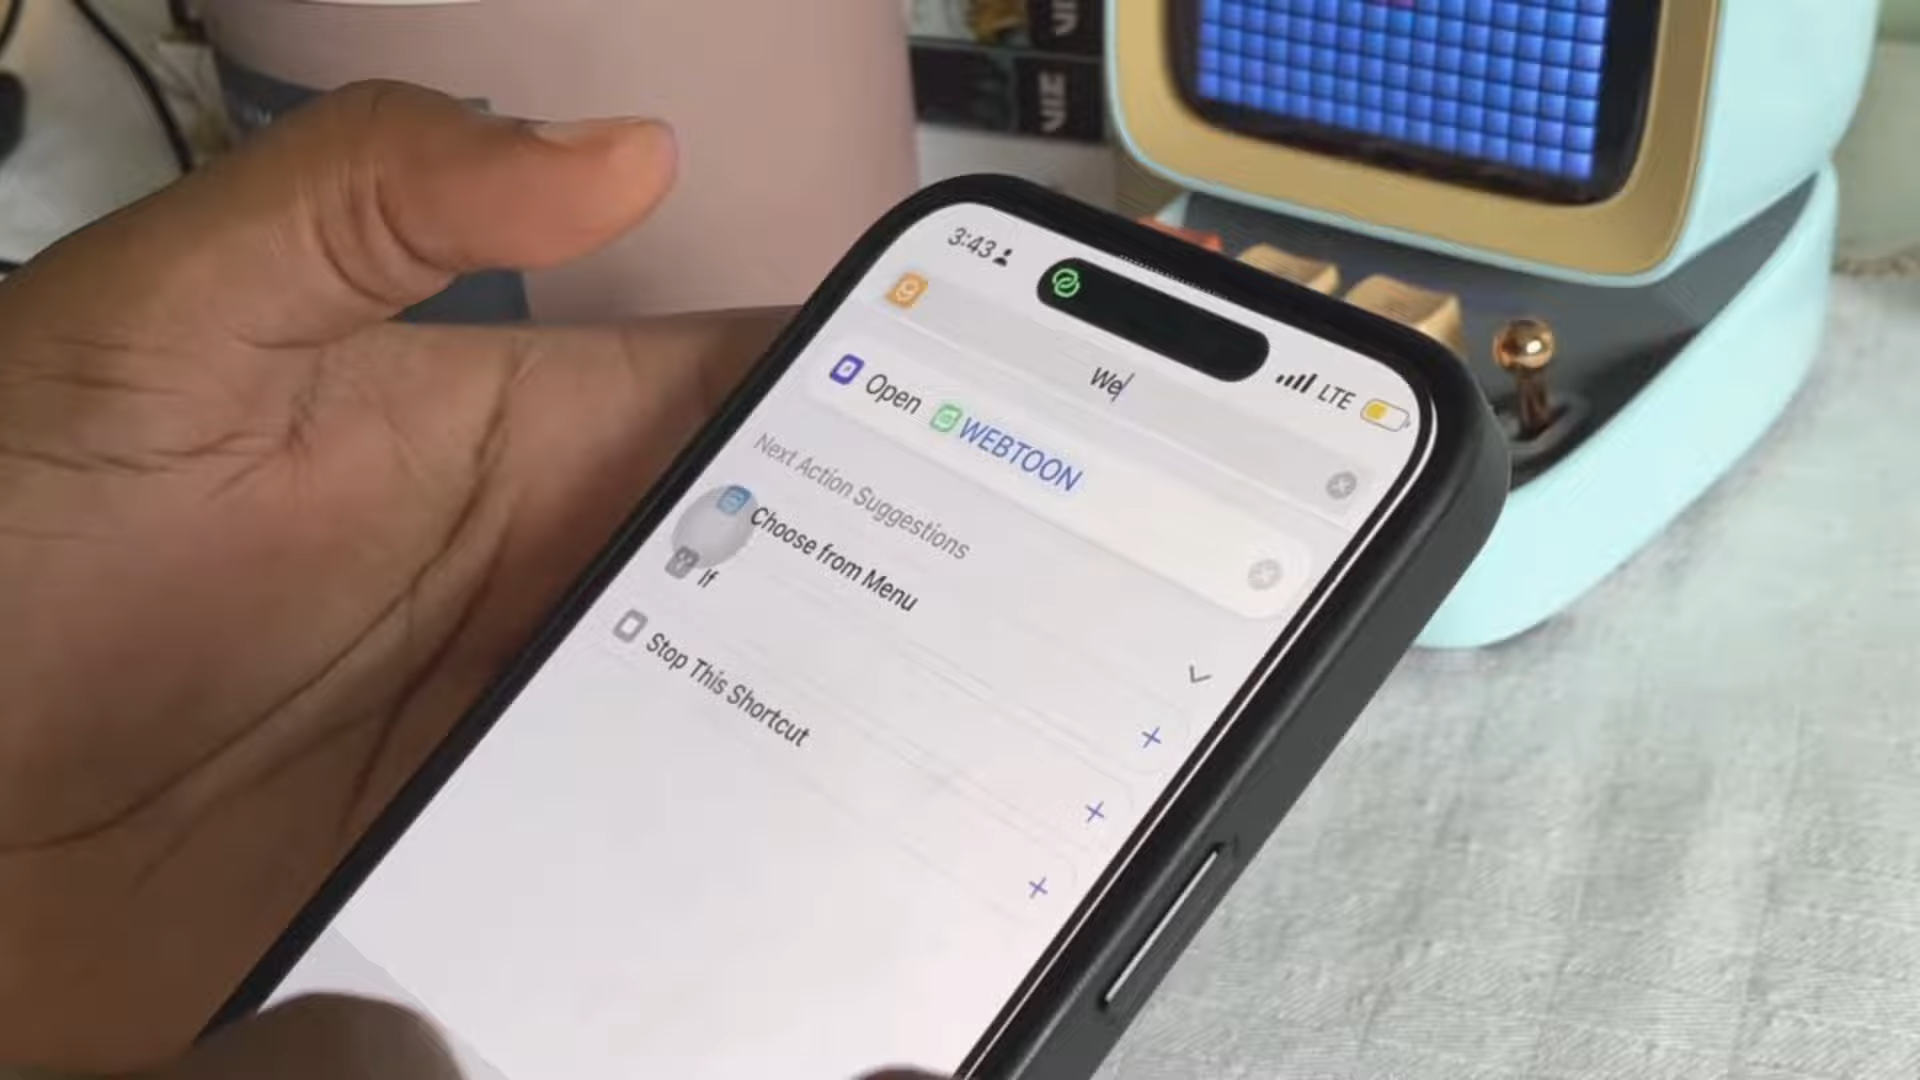 3:43
LTE
We
Open WEBTOON
Next Action Suggestions
Choose from Menu
If
Stop This Shortcut